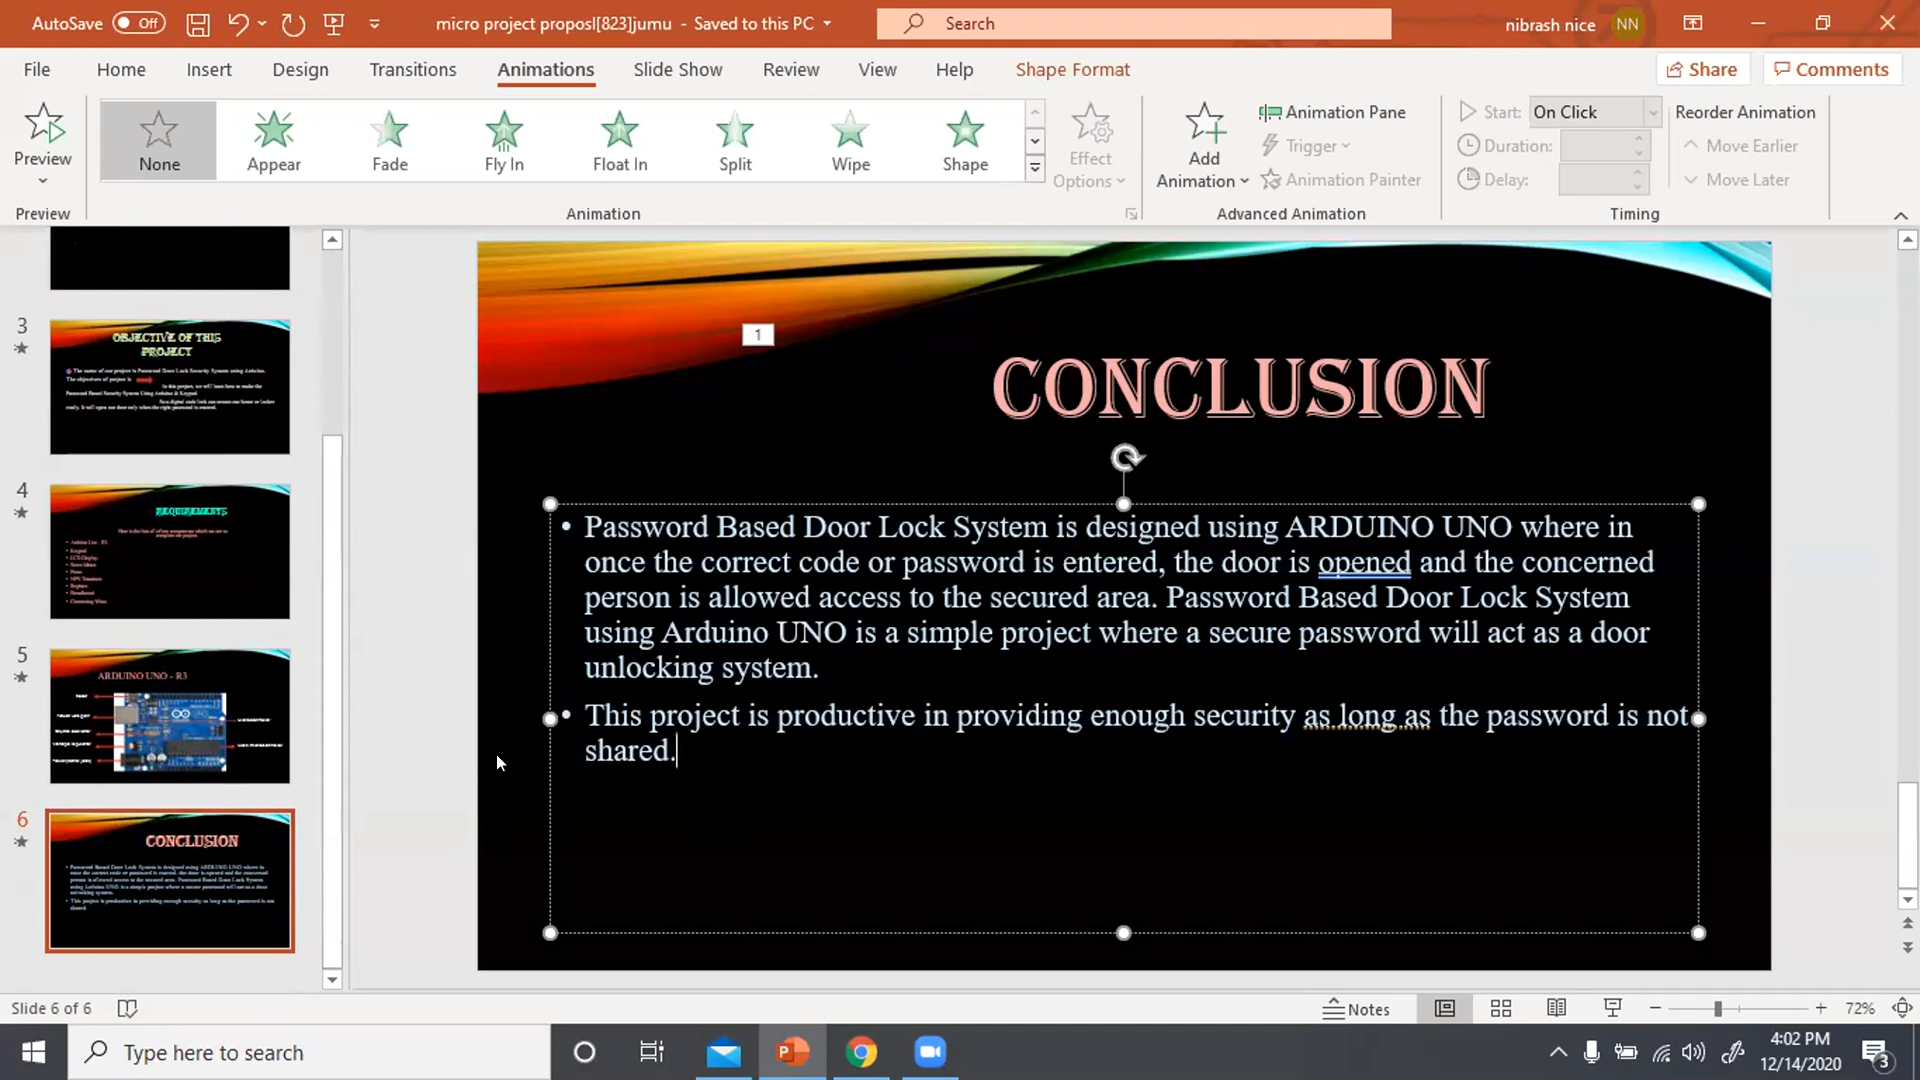 AutoSave Off micro project proposl[823]jumu - Saved to this PC Search nibrash nice NN
File Home Insert Design Transitions Animations Slide Show Review View Help Shape Format Share Comments
Preview None Appear Fade Fly In Float In Split Wipe Shape Effect Options Add Animation
Animation Pane
Trigger
Animation Painter
Start: On Click
Duration:
Delay:
Reorder Animation
Move Earlier
Move Later
Preview Animation Advanced Animation Timing
3
OBJECTIVE OF THIS
PROJECT
4
REQUIREMENTS
5
ARDUINO UNO - R3
6
CONCLUSION
1
CONCLUSION
• Password Based Door Lock System is designed using ARDUINO UNO where in
once the correct code or password is entered, the door is opened and the concerned
person is allowed access to the secured area. Password Based Door Lock System
using Arduino UNO is a simple project where a secure password will act as a door
unlocking system.
• This project is productive in providing enough security as long as the password is not
shared.
Slide 6 of 6 Notes 72%
Type here to search
4:02 PM
12/14/2020
3